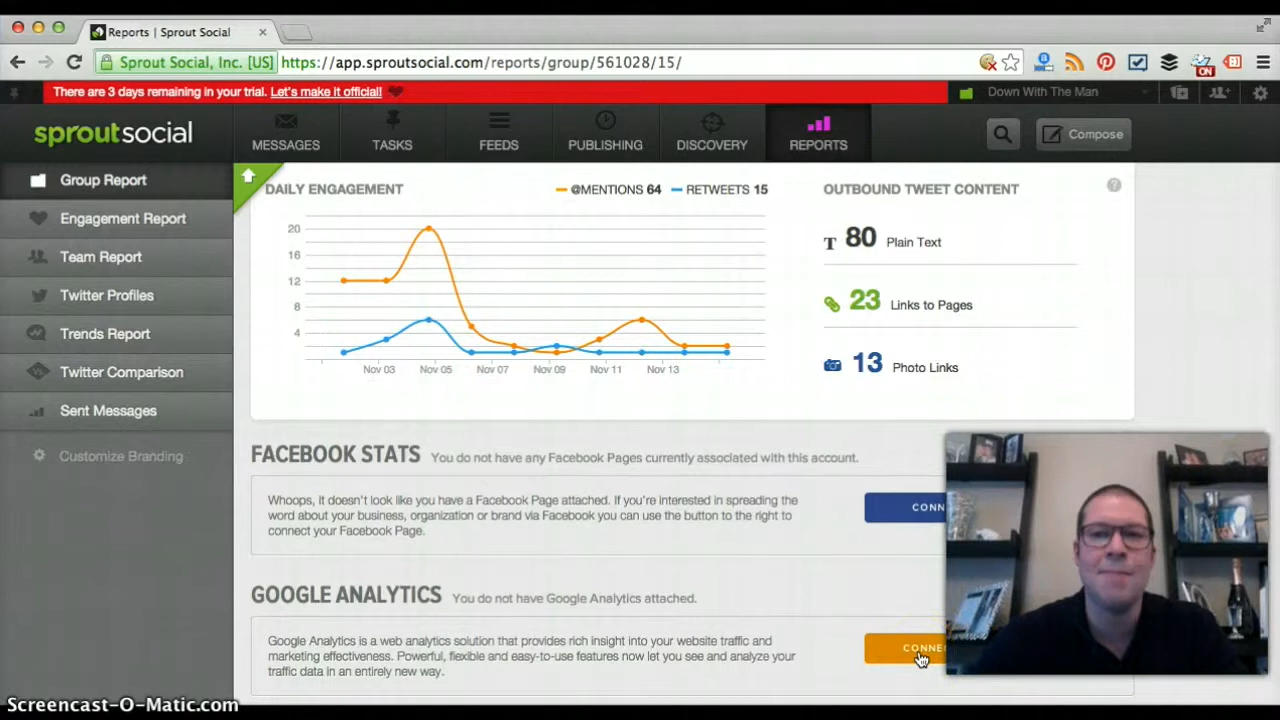 Reports | Sprout Social
Sprout Social, Inc. [US] https://app.sproutsocial.com/reports/group/561028/15/
ON
There are 3 days remaining in your trial. Let's make it official!
Down With The Man
sproutsocial
MESSAGES
TASKS
FEEDS
PUBLISHING
DISCOVERY
REPORTS
Compose
Group Report
Engagement Report
Team Report
Twitter Profiles
Trends Report
Twitter Comparison
Sent Messages
Customize Branding
DAILY ENGAGEMENT
@MENTIONS 64
RETWEETS 15
20
16
12
8
4
Nov 03
Nov 05
Nov 07
Nov 09
Nov 11
Nov 13
OUTBOUND TWEET CONTENT
?
T 80 Plain Text
23 Links to Pages
13 Photo Links
FACEBOOK STATS You do not have any Facebook Pages currently associated with this account.
Whoops, it doesn't look like you have a Facebook Page attached. If you're interested in spreading the
word about your business, organization or brand via Facebook you can use the button to the right to
connect your Facebook Page.
CONN
GOOGLE ANALYTICS You do not have Google Analytics attached.
Google Analytics is a web analytics solution that provides rich insight into your website traffic and
marketing effectiveness. Powerful, flexible and easy-to-use features now let you see and analyze your
traffic data in an entirely new way.
CONNEC
Screencast-O-Matic.com